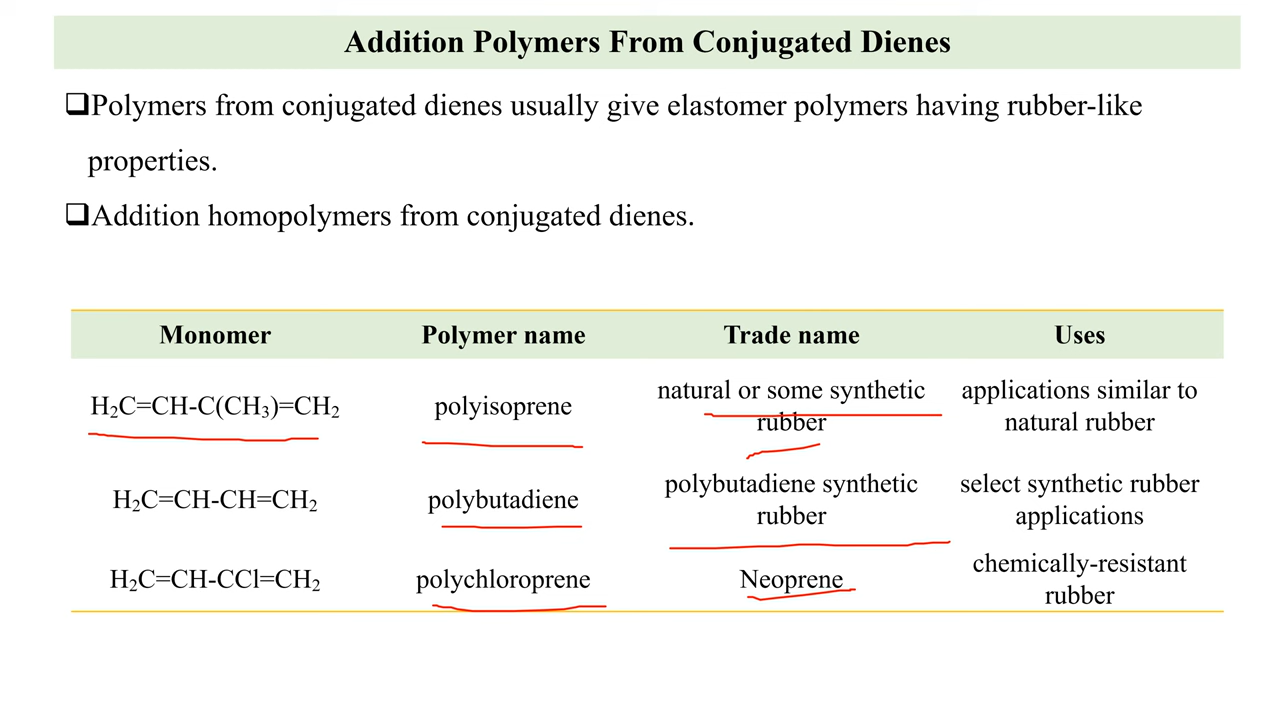 Addition Polymers From Conjugated Dienes
❑Polymers from conjugated dienes usually give elastomer polymers having rubber-like
properties.
❑Addition homopolymers from conjugated dienes.
Monomer Polymer name Trade name Uses
H₂C=CH-C(CH₃)=CH₂ polyisoprene natural or some synthetic rubber applications similar to natural rubber
H₂C=CH-CH=CH₂ polybutadiene polybutadiene synthetic rubber select synthetic rubber applications
H₂C=CH-CCl=CH₂ polychloroprene Neoprene chemically-resistant rubber